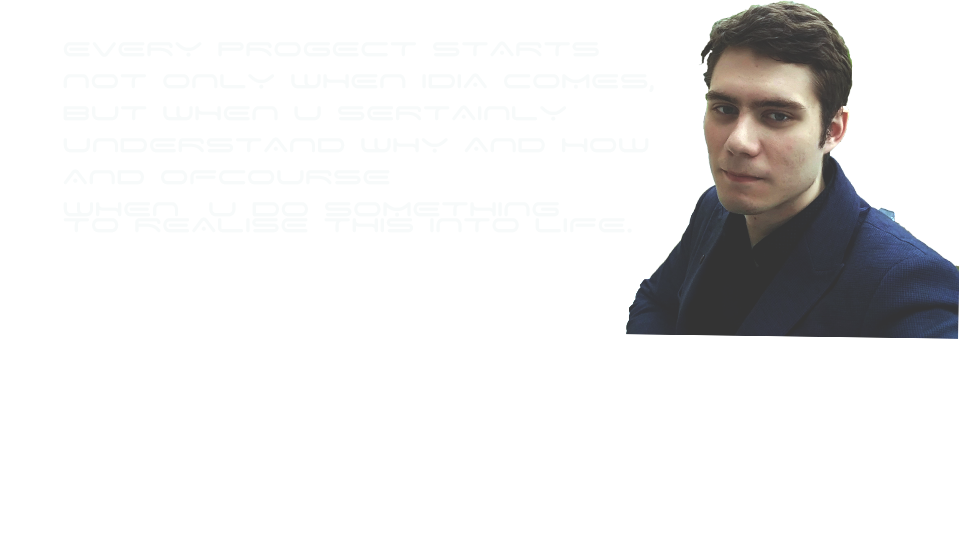 EVERY PROGECT STARTS
NOT ONLY WHEN IDIA COMES,
BUT WHEN U SERTAINLY
UNDERSTAND WHY AND HOW
AND OFCOURSE
WHEN U DO SOMETHING
TO REALISE THIS INTO LIFE.